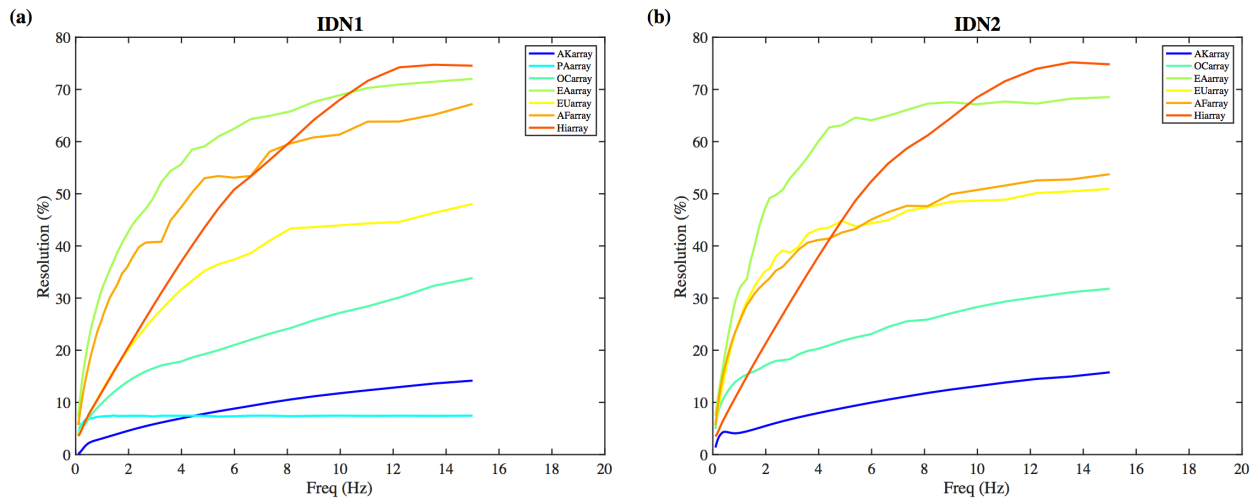 (a)
IDN1
80
70
60
50
40
30
20
10
0
Resolution (%)
0 2 4 6 8 10 12 14 16 18 20
Freq (Hz)
AKarray
PAarray
OCarray
EAarray
EUarray
AFarray
Hiarray
(b)
IDN2
80
70
60
50
40
30
20
10
0
Resolution (%)
0 2 4 6 8 10 12 14 16 18 20
Freq (Hz)
AKarray
OCarray
EAarray
EUarray
AFarray
Hiarray